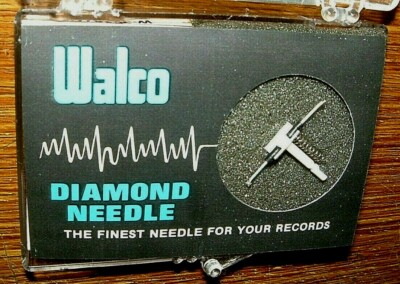 Walco
DIAMOND
NEEDLE
THE FINEST NEEDLE FOR YOUR RECORDS